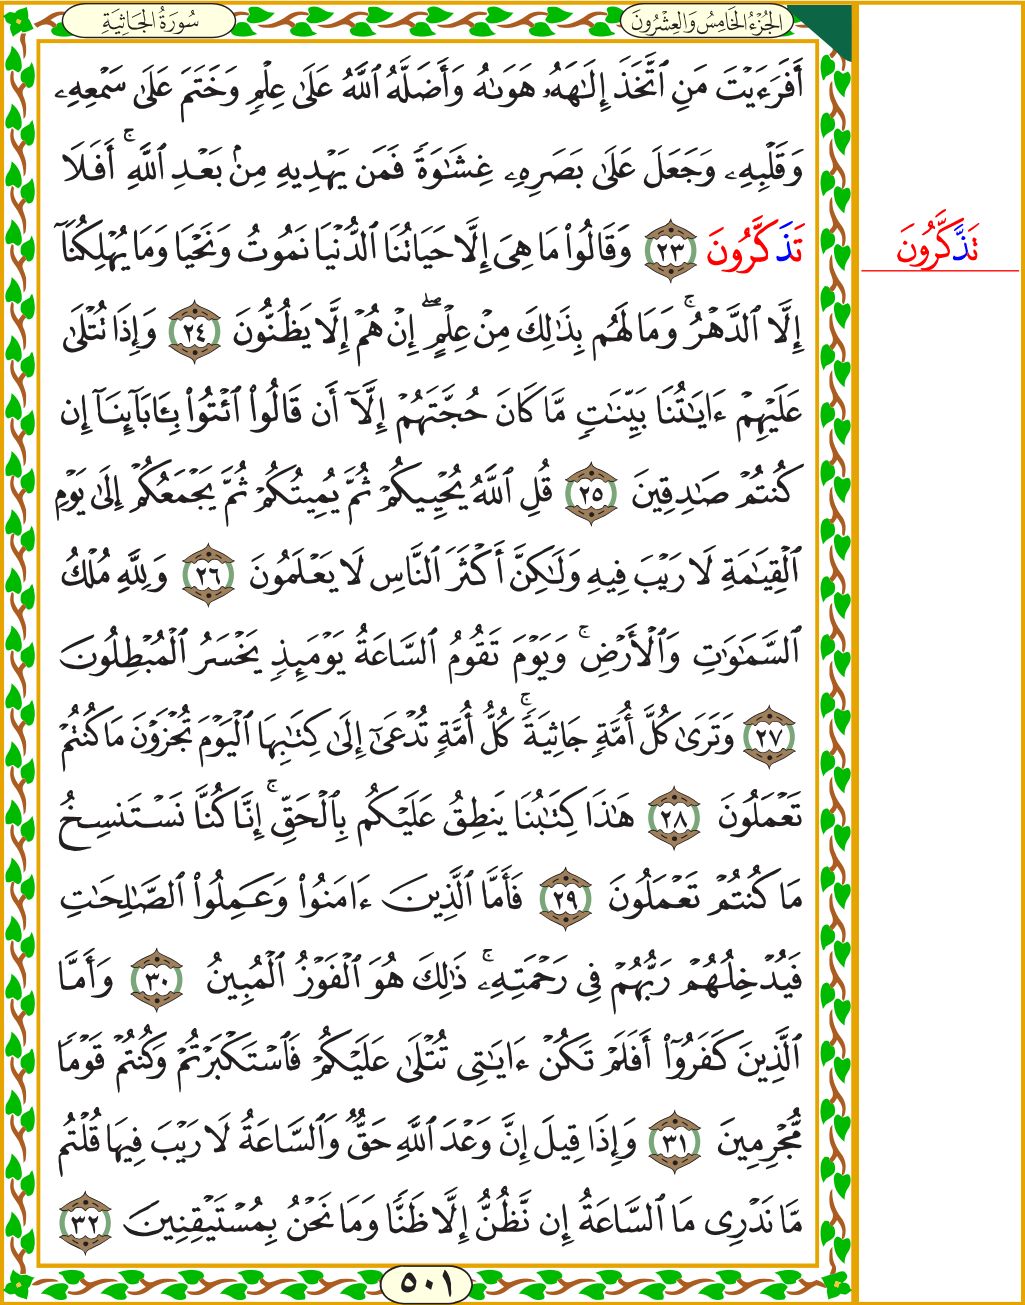 الجُزْءُ الخَامِسُ وَالعِشْرُونَ
سُورَةُ الجَاثِيَةِ
أَفَرَءَيْتَ مَنِ ٱتَّخَذَ إِلَٰهَهُۥ هَوَىٰهُ وَأَضَلَّهُ ٱللَّهُ عَلَىٰ عِلْمٖ وَخَتَمَ عَلَىٰ سَمْعِهِۦ
وَقَلْبِهِۦ وَجَعَلَ عَلَىٰ بَصَرِهِۦ غِشَٰوَةٗ فَمَن يَهْدِيهِ مِنۢ بَعْدِ ٱللَّهِۚ أَفَلَا
تَذَكَّرُونَ ٢٣ وَقَالُواْ مَا هِىَ إِلَّا حَيَاتُنَا ٱلدُّنْيَا نَمُوتُ وَنَحْيَا وَمَا يُهْلِكُنَآ
تَذَّكَّرُونَ
إِلَّا ٱلدَّهْرُۚ وَمَا لَهُم بِذَٰلِكَ مِنْ عِلْمٍۖ إِنْ هُمْ إِلَّا يَظُنُّونَ ٢٤ وَإِذَا تُتْلَىٰ
عَلَيْهِمْ ءَايَٰتُنَا بَيِّنَٰتٖ مَّا كَانَ حُجَّتَهُمْ إِلَّآ أَن قَالُواْ ٱئْتُواْ بِـَٔابَآئِنَآ إِن
كُنتُمْ صَٰدِقِينَ ٢٥ قُلِ ٱللَّهُ يُحْيِيكُمْ ثُمَّ يُمِيتُكُمْ ثُمَّ يَجْمَعُكُمْ إِلَىٰ يَوْمِ
ٱلْقِيَٰمَةِ لَا رَيْبَ فِيهِ وَلَٰكِنَّ أَكْثَرَ ٱلنَّاسِ لَا يَعْلَمُونَ ٢٦ وَلِلَّهِ مُلْكُ
ٱلسَّمَٰوَٰتِ وَٱلْأَرْضِۚ وَيَوْمَ تَقُومُ ٱلسَّاعَةُ يَوْمَئِذٖ يَخْسَرُ ٱلْمُبْطِلُونَ
٢٧ وَتَرَىٰ كُلَّ أُمَّةٖ جَاثِيَةٗۚ كُلُّ أُمَّةٖ تُدْعَىٰٓ إِلَىٰ كِتَٰبِهَا ٱلْيَوْمَ تُجْزَوْنَ مَا كُنتُمْ
تَعْمَلُونَ ٢٨ هَٰذَا كِتَٰبُنَا يَنطِقُ عَلَيْكُم بِٱلْحَقِّۚ إِنَّا كُنَّا نَسْتَنسِخُ
مَا كُنتُمْ تَعْمَلُونَ ٢٩ فَأَمَّا ٱلَّذِينَ ءَامَنُواْ وَعَمِلُواْ ٱلصَّٰلِحَٰتِ
فَيُدْخِلُهُمْ رَبُّهُمْ فِى رَحْمَتِهِۦۚ ذَٰلِكَ هُوَ ٱلْفَوْزُ ٱلْمُبِينُ ٣٠ وَأَمَّا
ٱلَّذِينَ كَفَرُوٓاْ أَفَلَمْ تَكُنْ ءَايَٰتِى تُتْلَىٰ عَلَيْكُمْ فَٱسْتَكْبَرْتُمْ وَكُنتُمْ قَوْمٗا
مُّجْرِمِينَ ٣١ وَإِذَا قِيلَ إِنَّ وَعْدَ ٱللَّهِ حَقّٞ وَٱلسَّاعَةُ لَا رَيْبَ فِيهَا قُلْتُم
مَّا نَدْرِى مَا ٱلسَّاعَةُ إِن نَّظُنُّ إِلَّا ظَنّٗا وَمَا نَحْنُ بِمُسْتَيْقِنِينَ ٣٢
٥٠١